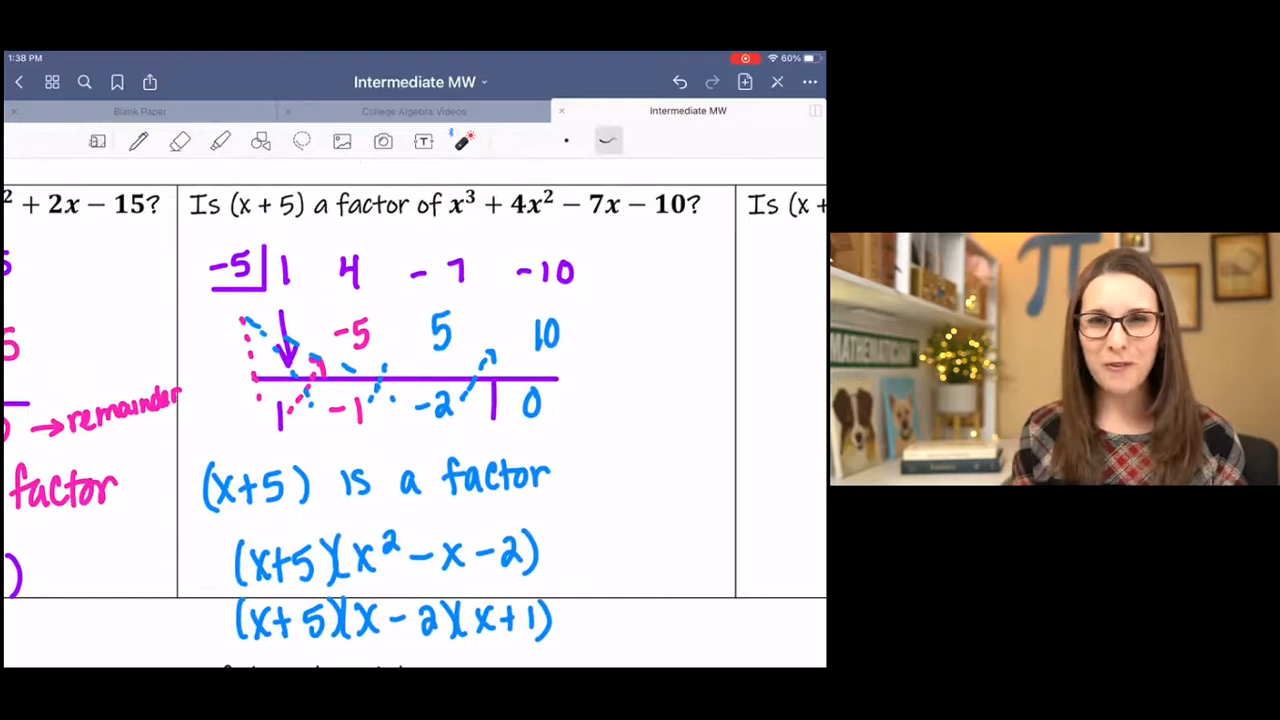 1:38 PM
60%
Intermediate MW
Blank Paper
College Algebra Videos
Intermediate MW
² + 2x − 15?
Is (x + 5) a factor of x³ + 4x² − 7x − 10?
Is (x +
-5 1 4 -7 -10
-5 5 10
1 -1 -2 0
→ remainder
factor
(x+5) is a factor
(x+5)(x² - x - 2)
)
(x+5)(x-2)(x+1)
MATHEMATICIAN
π